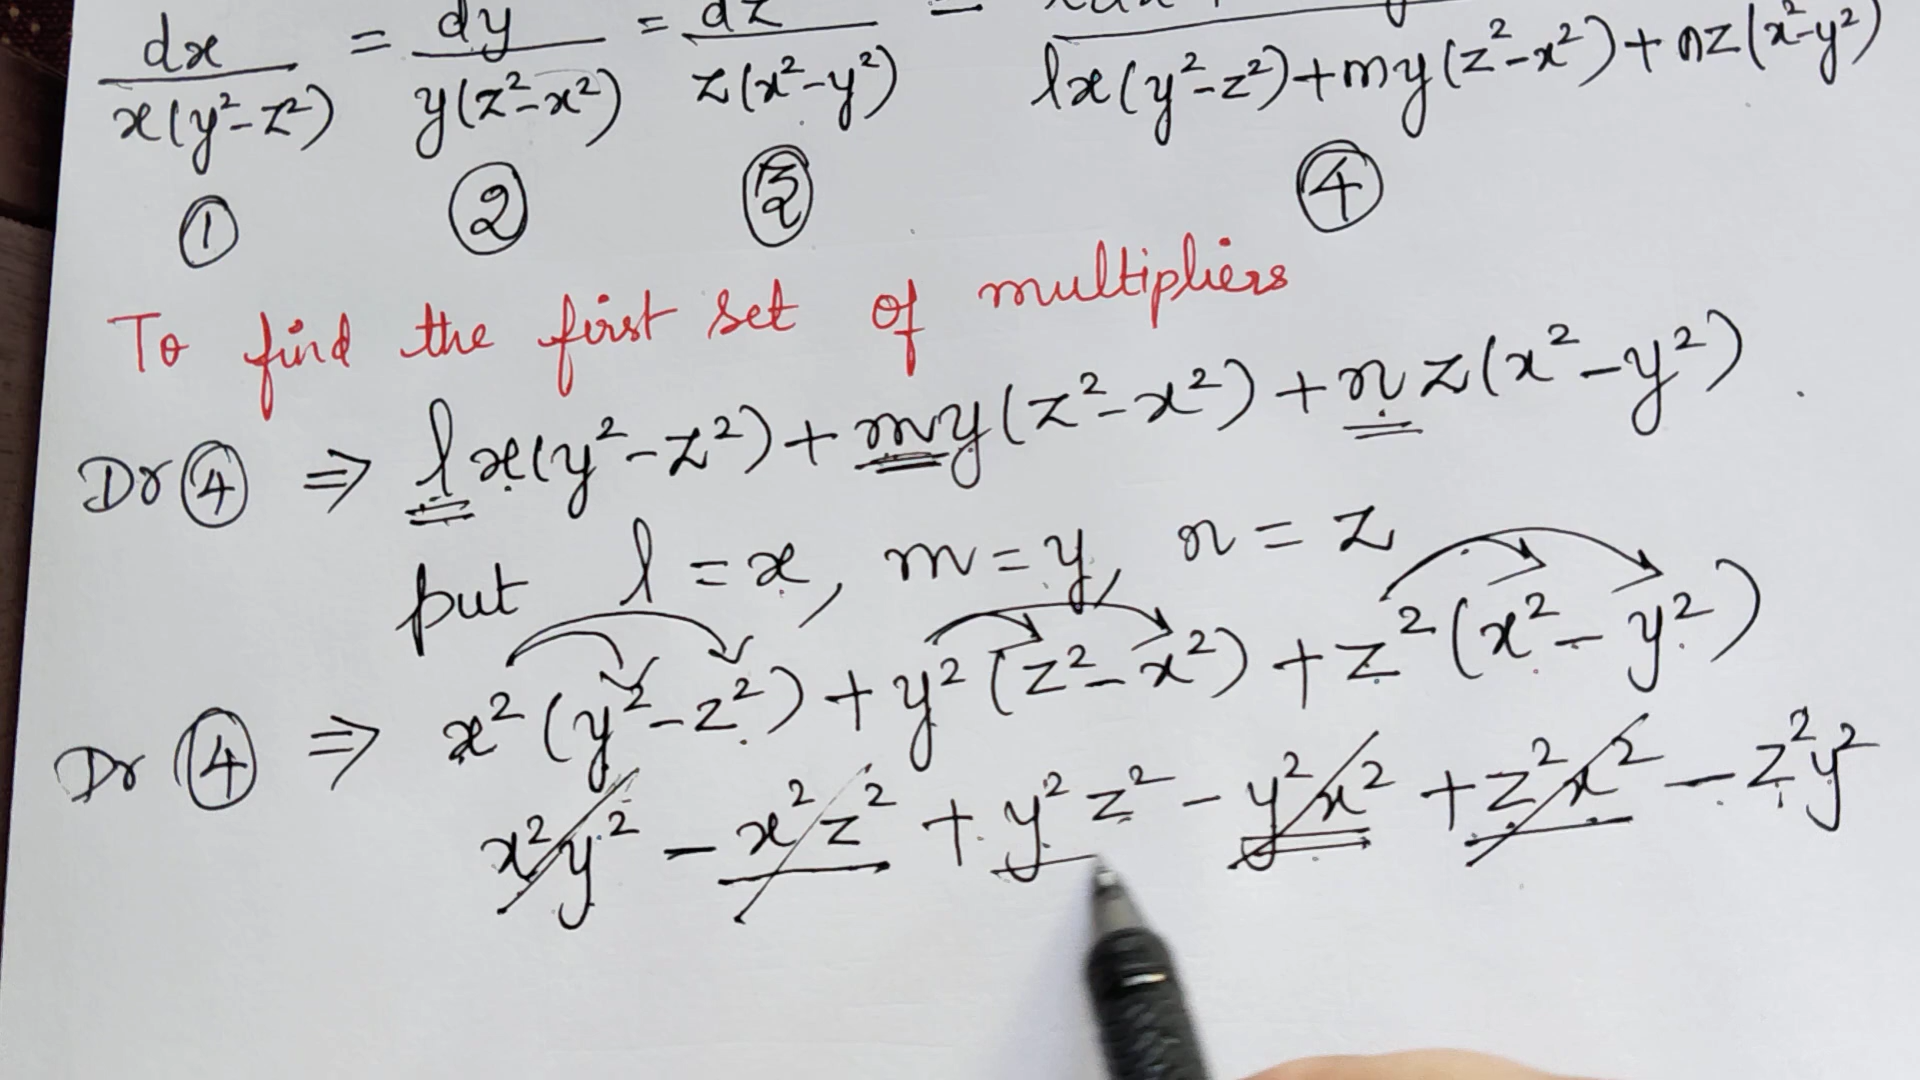 dx/x(y²-z²) = dy/y(z²-x²) = dz/z(x²-y²) = /lx(y²-z²)+my(z²-x²)+nz(x²-y²)
① ② ③ ④
To find the first set of multipliers
Dr ④ ⇒ lx(y²-z²)+my(z²-x²)+nz(x²-y²)
put l=x, m=y, n=z
Dr ④ ⇒ x²(y²-z²)+y²(z²-x²)+z²(x²-y²)
x²y² - x²z² + y²z² - y²x² + z²x² - z²y²